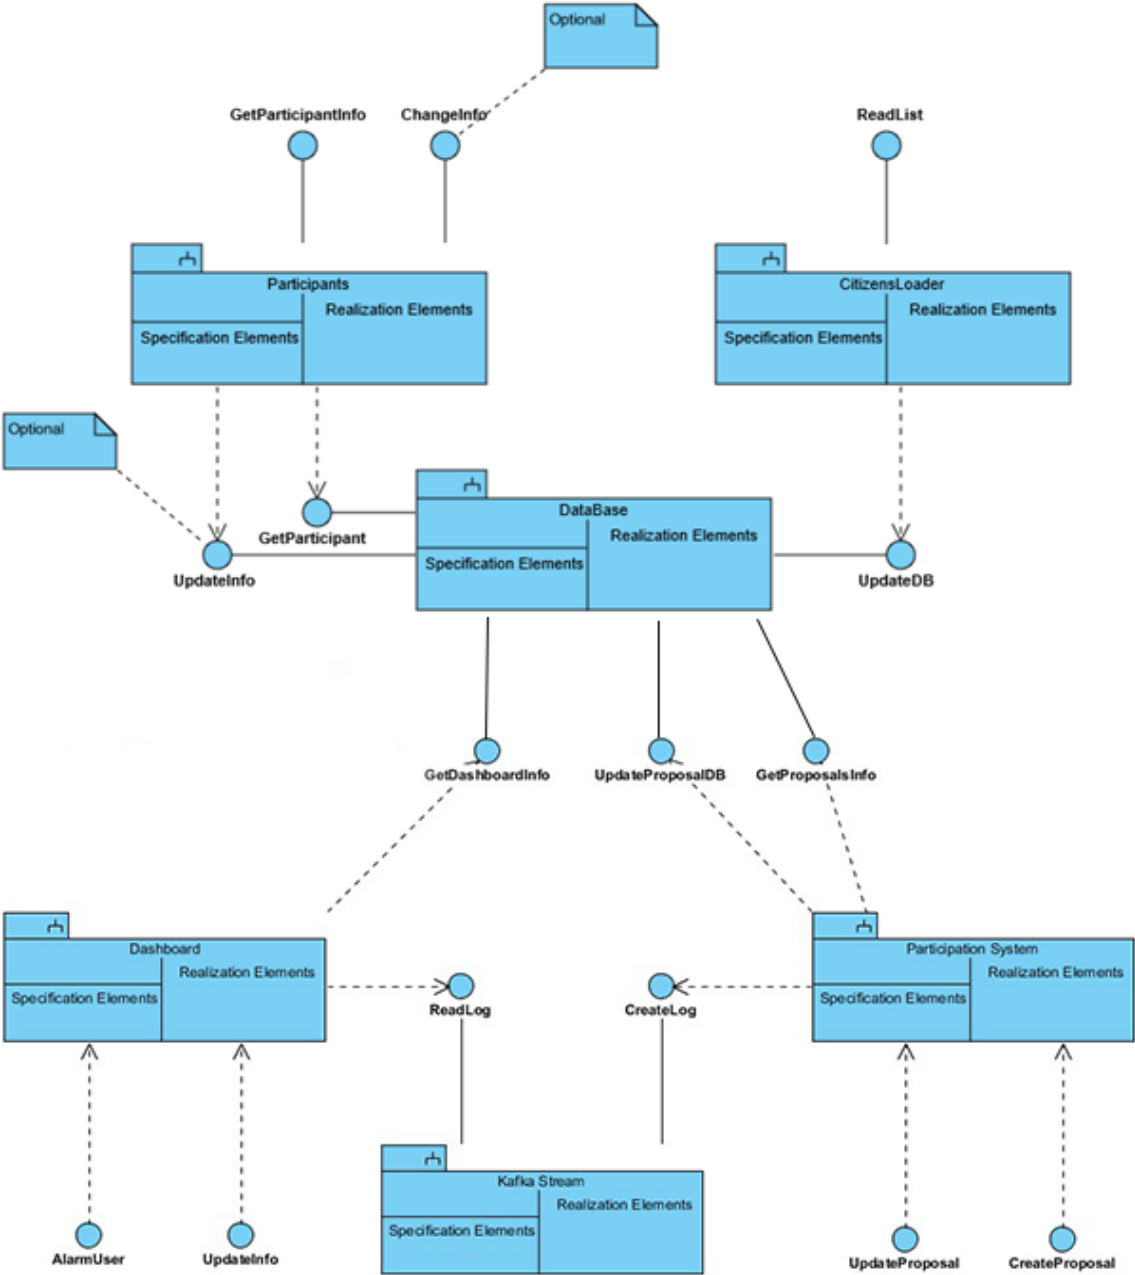 Optional
GetParticipantInfo
ChangeInfo
ReadList
Participants
Realization Elements
Specification Elements
CitizensLoader
Realization Elements
Specification Elements
Optional
DataBase
Realization Elements
Specification Elements
GetParticipant
UpdateInfo
UpdateDB
GetDashboardInfo
UpdateProposalDB
GetProposalsInfo
Dashboard
Realization Elements
Specification Elements
Participation System
Realization Elements
Specification Elements
ReadLog
CreateLog
Kafka Stream
Realization Elements
Specification Elements
AlarmUser
UpdateInfo
UpdateProposal
CreateProposal